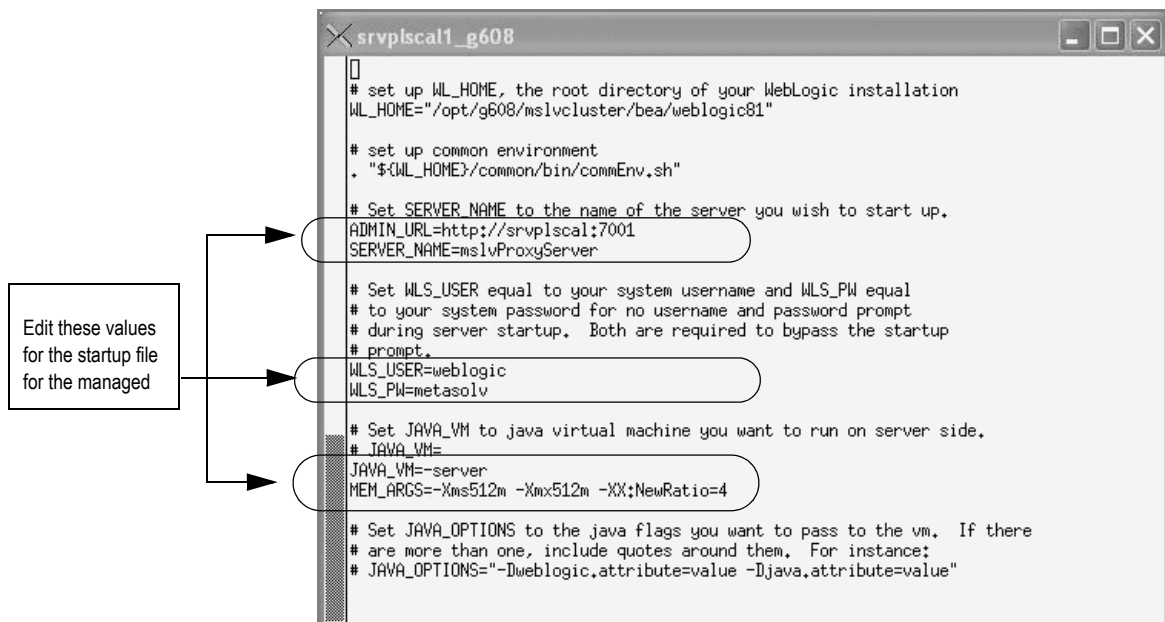 srvplscal1_g608
# set up WL_HOME, the root directory of your WebLogic installation
WL_HOME="/opt/g608/mslvcluster/bea/weblogic81"
# set up common environment
. "${WL_HOME}/common/bin/commEnv.sh"
# Set SERVER_NAME to the name of the server you wish to start up.
ADMIN_URL=http://srvplscal:7001
SERVER_NAME=mslvProxyServer
# Set WLS_USER equal to your system username and WLS_PW equal
# to your system password for no username and password prompt
# during server startup.  Both are required to bypass the startup
# prompt.
WLS_USER=weblogic
WLS_PW=metasolv
# Set JAVA_VM to java virtual machine you want to run on server side.
# JAVA_VM=
JAVA_VM=-server
MEM_ARGS=-Xms512m -Xmx512m -XX:NewRatio=4
# Set JAVA_OPTIONS to the java flags you want to pass to the vm.  If there
# are more than one, include quotes around them.  For instance:
# JAVA_OPTIONS="-Dweblogic.attribute=value -Djava.attribute=value"
Edit these values
for the startup file
for the managed